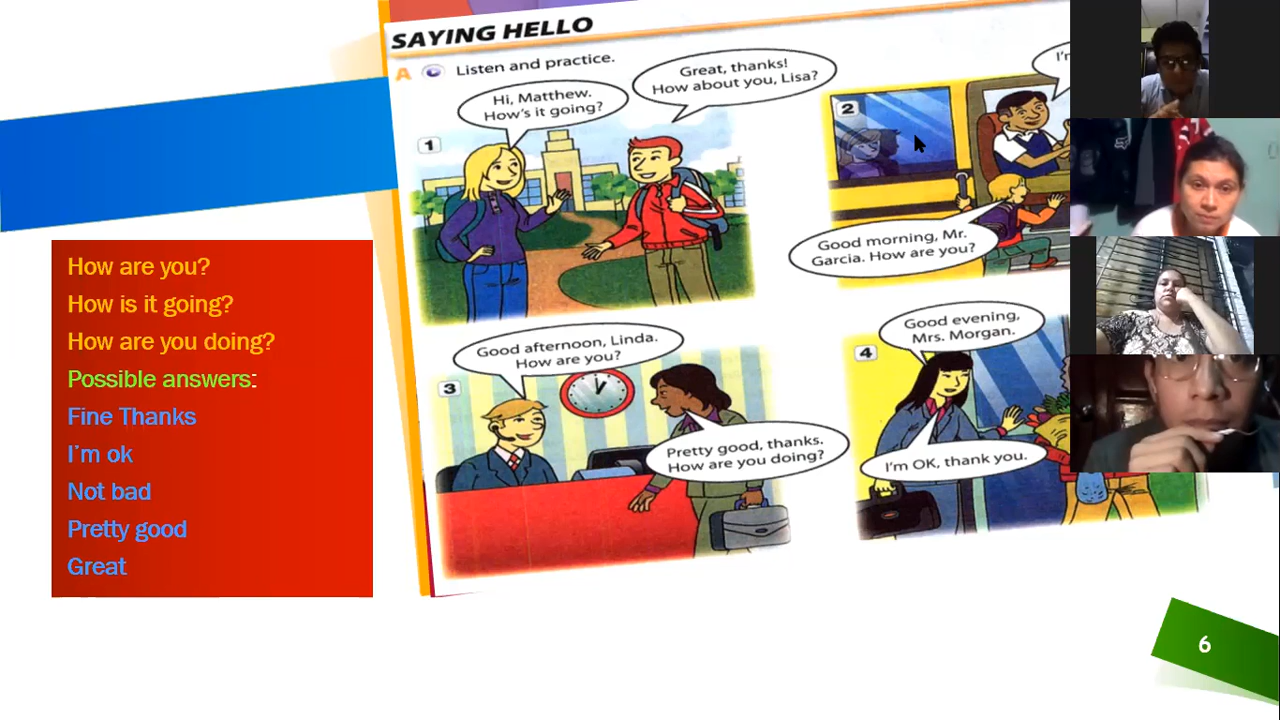 SAYING HELLO
A Listen and practice.
Hi, Matthew.
How's it going?
Great, thanks!
How about you, Lisa?
1
2
Good morning, Mr.
Garcia. How are you?
3
Good afternoon, Linda.
How are you?
Pretty good, thanks.
How are you doing?
4
Good evening,
Mrs. Morgan.
I'm OK, thank you.
How are you?
How is it going?
How are you doing?
Possible answers:
Fine Thanks
I'm ok
Not bad
Pretty good
Great
6